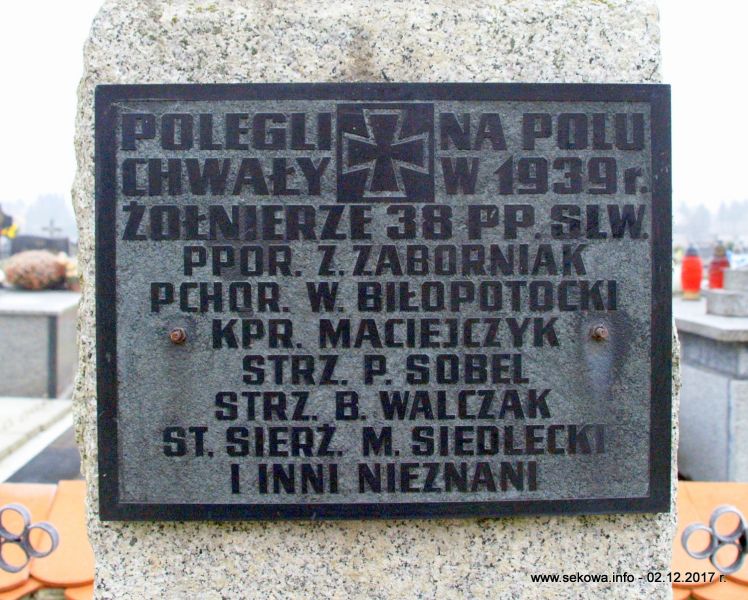 POLEGLI NA POLU
CHWAŁY W 1939 r.
ŻOŁNIERZE 38 PP. SLW.
PPOR. Z. ZABORNIAK
PCHOR. W. BIŁOPOTOCKI
KPR. MACIEJCZYK
STRZ. P. SOBEL
STRZ. B. WALCZAK
ST. SIERŻ. M. SIEDLECKI
I INNI NIEZNANI
www.sekowa.info - 02.12.2017 r.